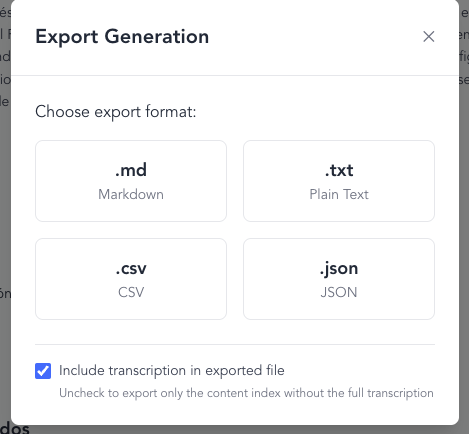 Export Generation
Choose export format:
.md
Markdown
.txt
Plain Text
.csv
CSV
.json
JSON
Include transcription in exported file
Uncheck to export only the content index without the full transcription